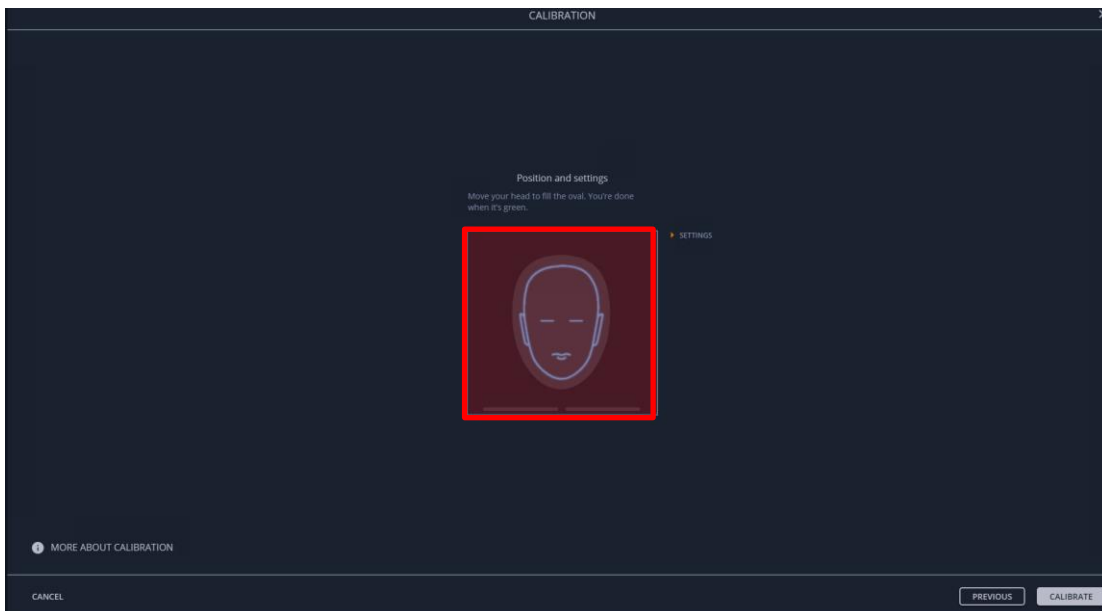 CALIBRATION
Position and settings
Move your head to fill the oval. You're done
when it's green.
SETTINGS
MORE ABOUT CALIBRATION
CANCEL
PREVIOUS
CALIBRATE